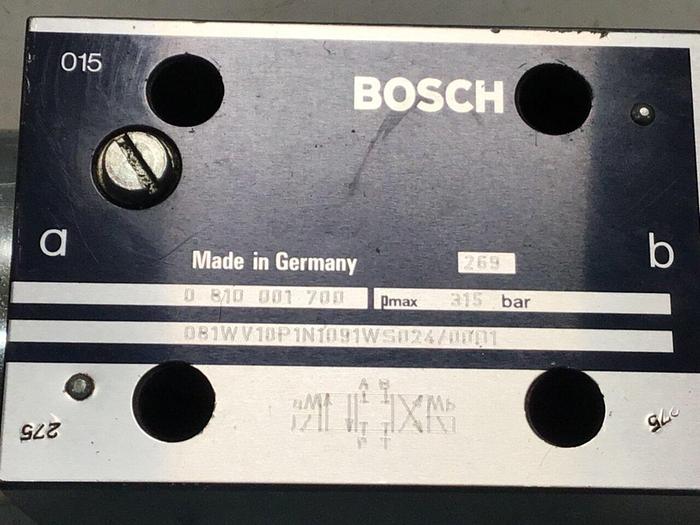 015
BOSCH
a
b
Made in Germany 269
0 810 001 700 pmax 315 bar
081WV10P1N1091WS024/00D1
A B
a b
P T
275
275